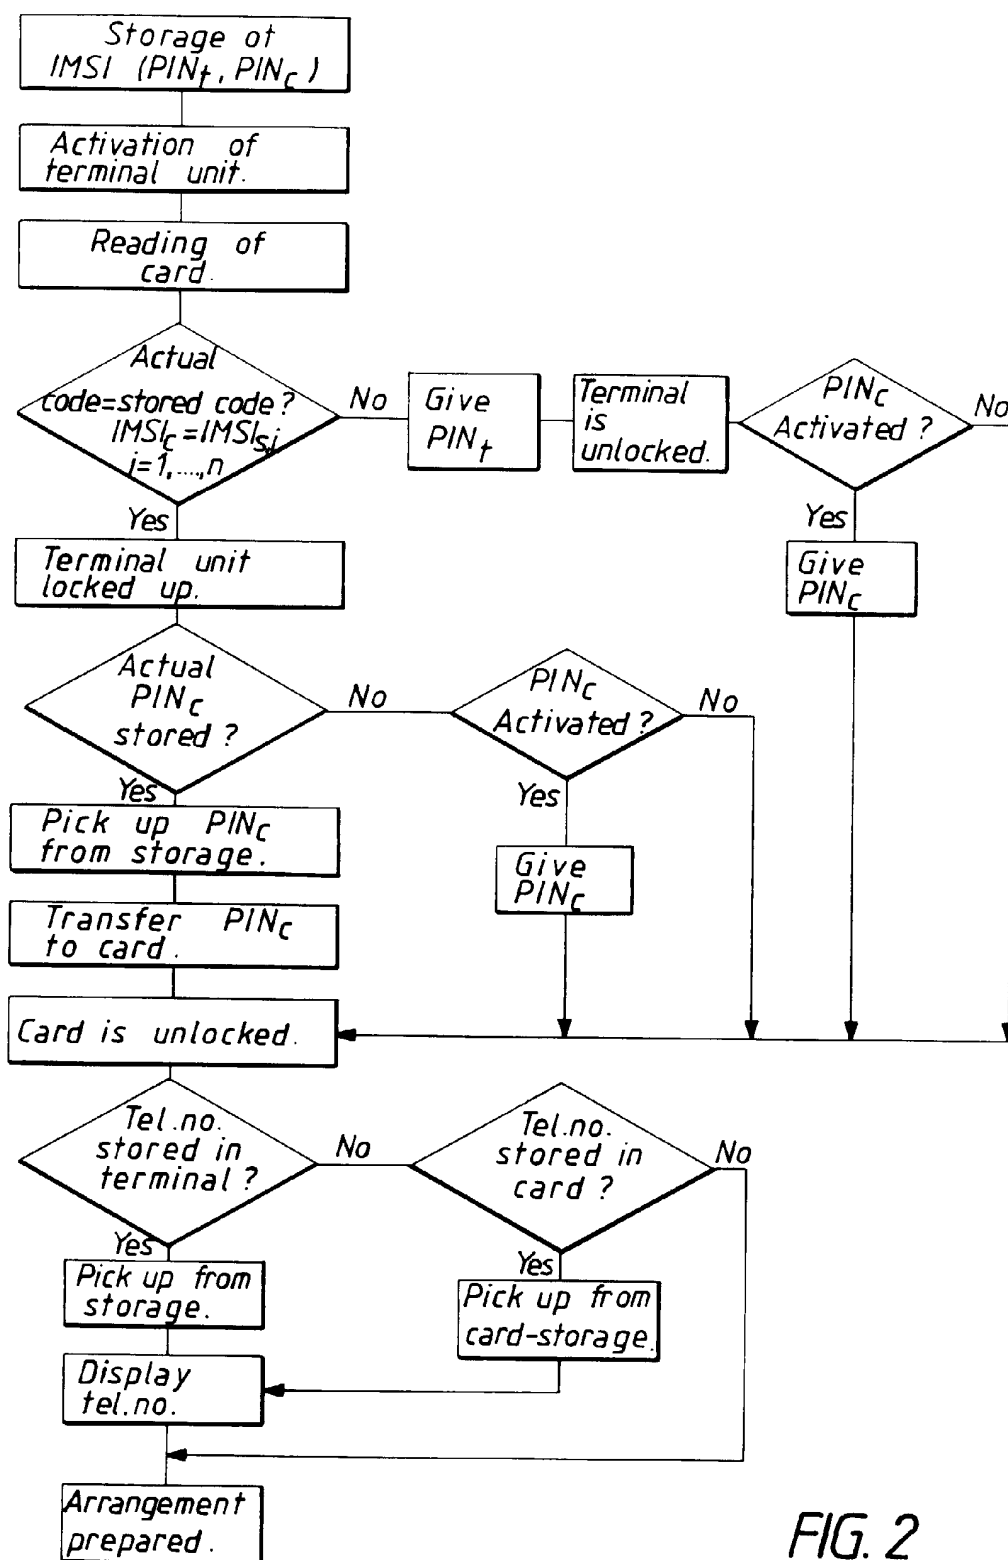 Storage of
IMSI (PINt, PINc)
Activation of
terminal unit.
Reading of
card.
Actual
code=stored code?
IMSIc=IMSIs,i
i=1,....,n
No
Give
PINt
Terminal
is
unlocked.
PINc
Activated?
No
Yes
Yes
Give
PINc
Terminal unit
locked up.
Actual
PINc
stored?
No
PINc
Activated?
No
Yes
Yes
Pick up PINc
from storage.
Give
PINc
Transfer PINc
to card.
Card is unlocked.
Tel.no.
stored in
terminal?
No
Tel.no.
stored in
card?
No
Yes
Yes
Pick up from
storage.
Pick up from
card-storage.
Display
tel.no.
Arrangement
prepared.
FIG. 2